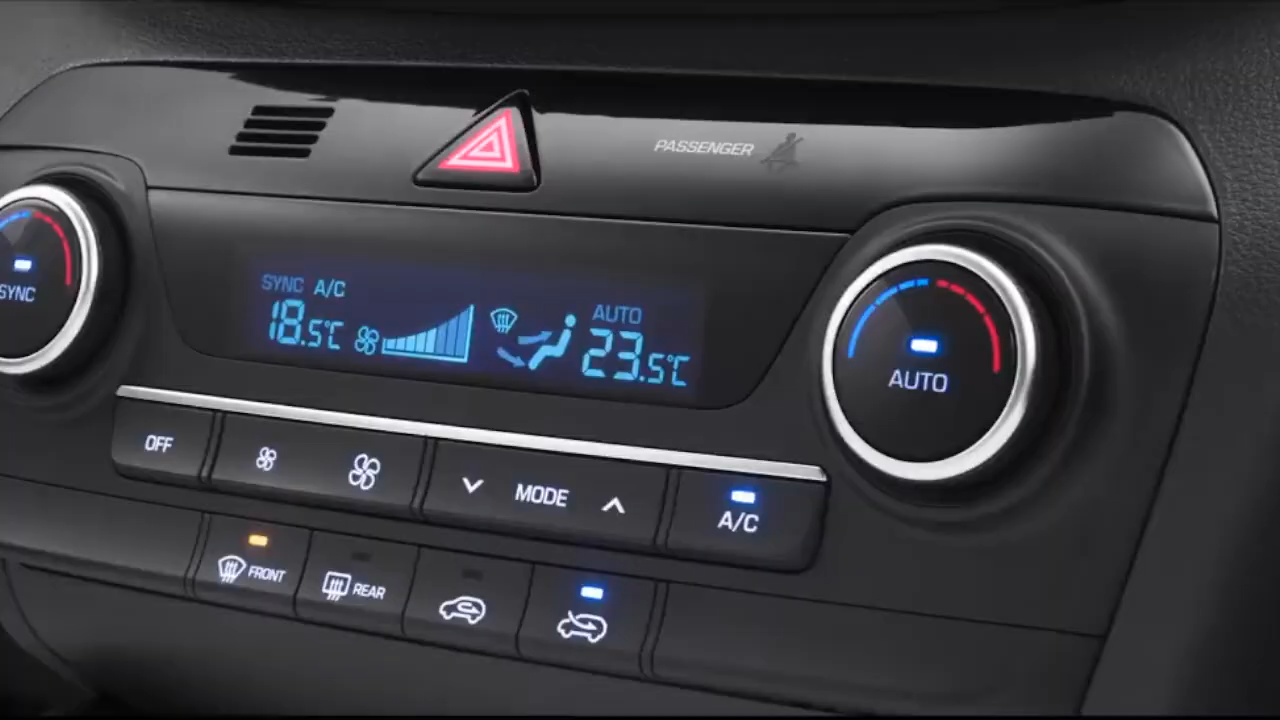 PASSENGER
SYNC A/C
AUTO
18.5℃
23.5℃
SYNC
AUTO
OFF
MODE
A/C
FRONT
REAR